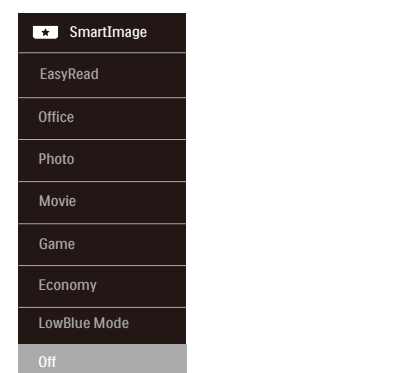 SmartImage
EasyRead
Office
Photo
Movie
Game
Economy
LowBlue Mode
Off